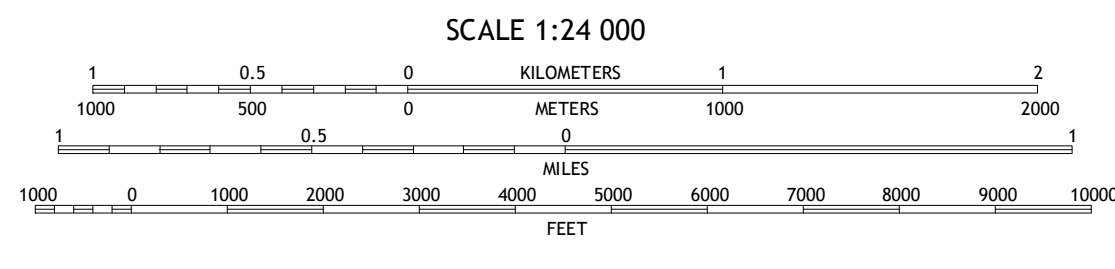 SCALE 1:24 000
1 0.5 0 KILOMETERS 1 2
1000 500 0 METERS 1000 2000
1 0.5 0 1
MILES
1000 0 1000 2000 3000 4000 5000 6000 7000 8000 9000 10000
FEET